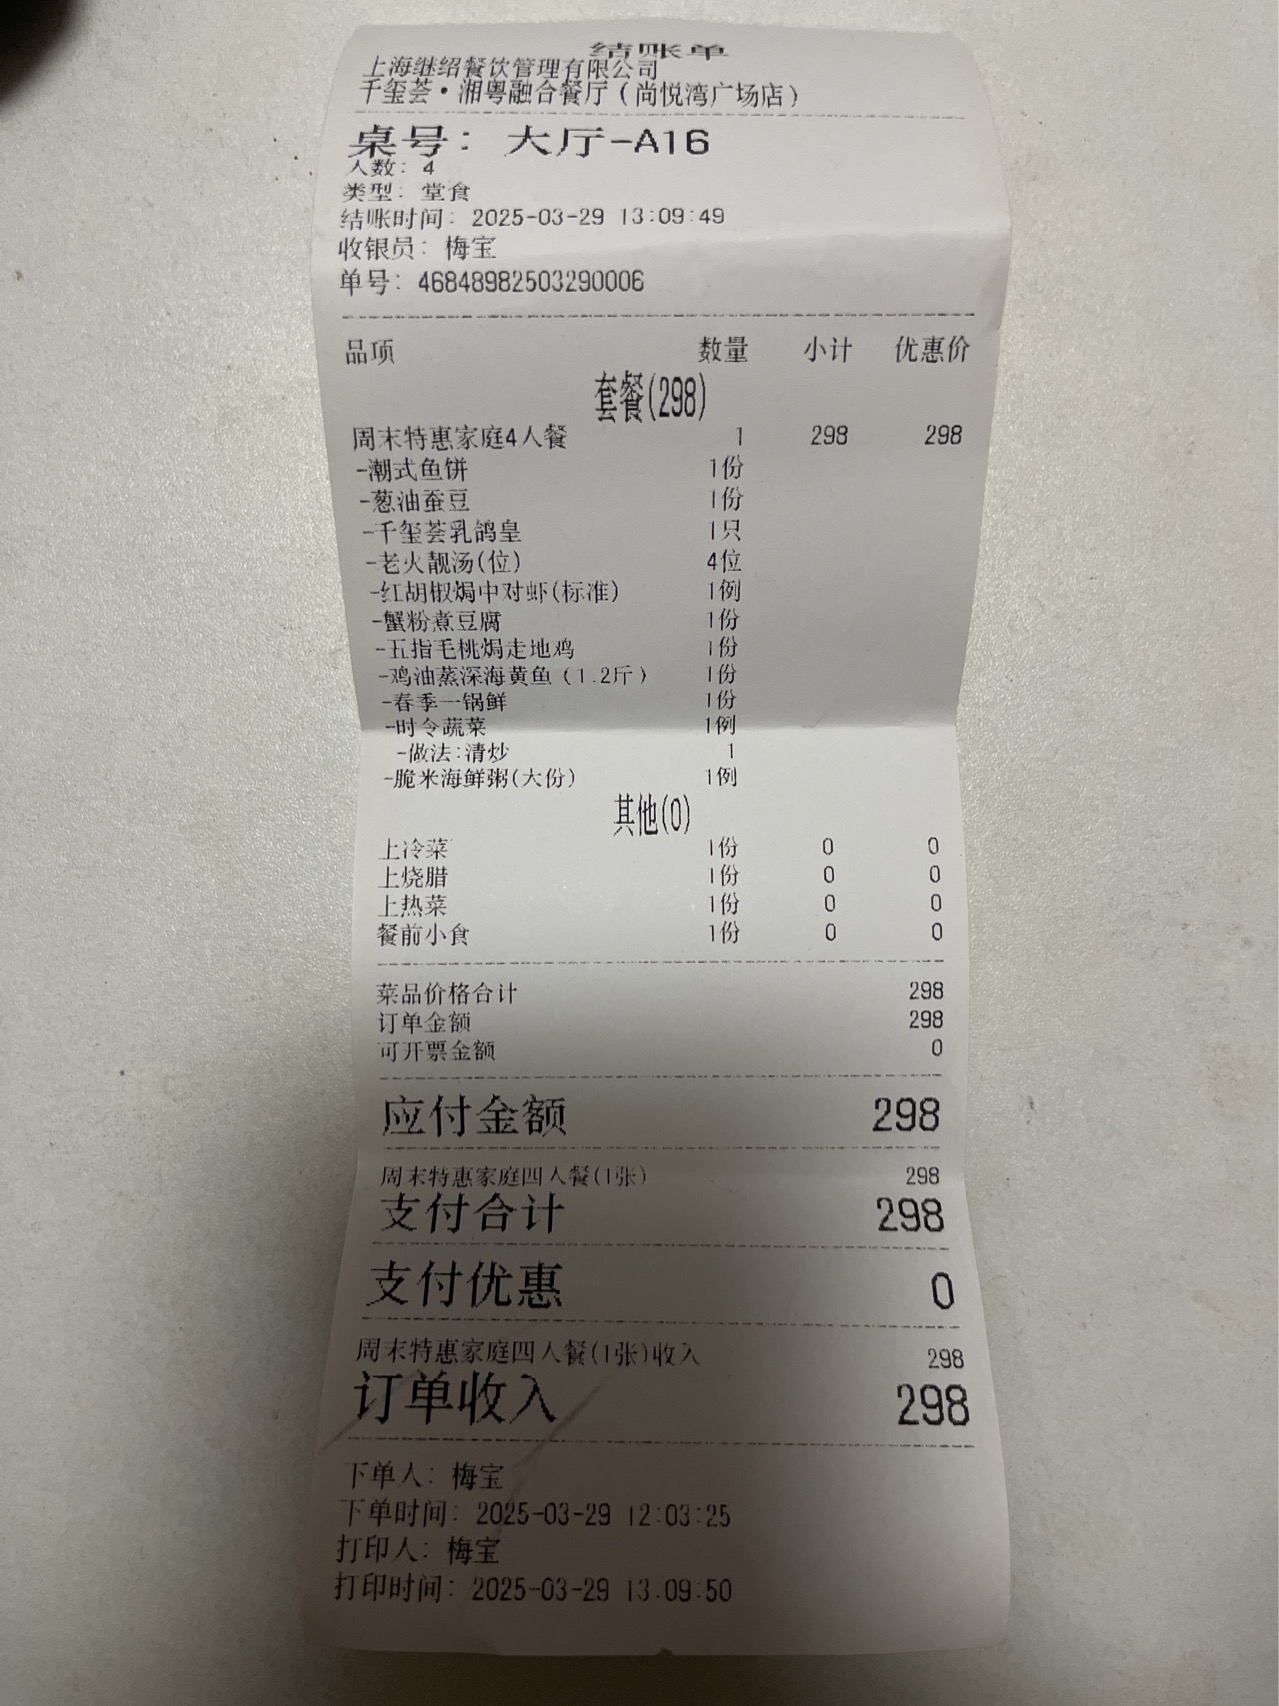 结账单
上海继绍餐饮管理有限公司
千玺荟·湘粤融合餐厅(尚悦湾广场店)
桌号: 大厅-A16
人数: 4
类型: 堂食
结账时间: 2025-03-29 13:09:49
收银员: 梅宝
单号: 46848982503290006
品项 数量 小计 优惠价
套餐(298)
周末特惠家庭4人餐 1 298 298
-潮式鱼饼 1份
-葱油蚕豆 1份
-千玺荟乳鸽皇 1只
-老火靓汤(位) 4位
-红胡椒焗中对虾(标准) 1例
-蟹粉煮豆腐 1份
-五指毛桃焗走地鸡 1份
-鸡油蒸深海黄鱼(1.2斤) 1份
-春季一锅鲜 1份
-时令蔬菜 1例
-做法:清炒 1
-脆米海鲜粥(大份) 1例
其他(0)
上冷菜 1份 0 0
上烧腊 1份 0 0
上热菜 1份 0 0
餐前小食 1份 0 0
菜品价格合计 298
订单金额 298
可开票金额 0
应付金额 298
周末特惠家庭四人餐(1张) 298
支付合计 298
支付优惠 0
周末特惠家庭四人餐(1张)收入 298
订单收入 298
下单人: 梅宝
下单时间: 2025-03-29 12:03:25
打印人: 梅宝
打印时间: 2025-03-29 13:09:50